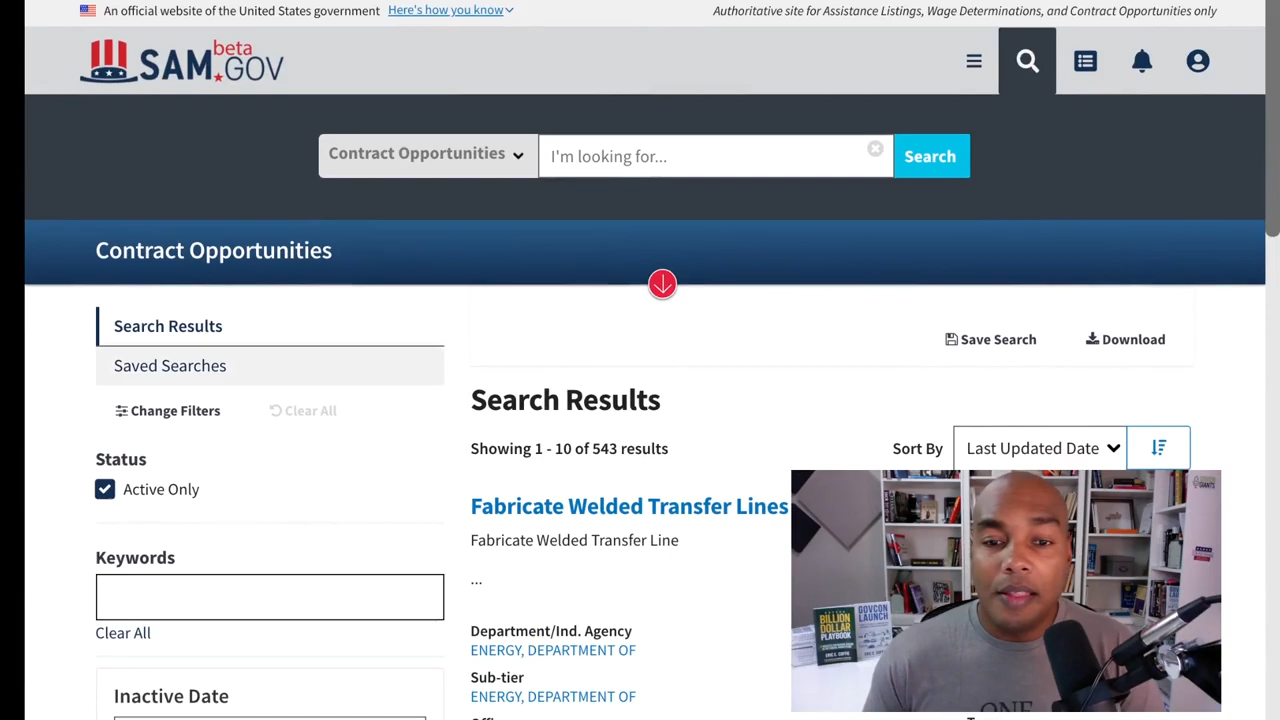 An official website of the United States government Here's how you know
Authoritative site for Assistance Listings, Wage Determinations, and Contract Opportunities only
SAM.GOV beta
Contract Opportunities
I'm looking for...
Search
Contract Opportunities
Search Results
Saved Searches
Change Filters
Clear All
Status
Active Only
Keywords
Clear All
Inactive Date
Save Search
Download
Search Results
Showing 1 - 10 of 543 results
Sort By
Last Updated Date
Fabricate Welded Transfer Lines
Fabricate Welded Transfer Line
...
Department/Ind. Agency
ENERGY, DEPARTMENT OF
Sub-tier
ENERGY, DEPARTMENT OF
BILLION
DOLLAR
PLAYBOOK
GOVCON
LAUNCH
GIANTS
ONE